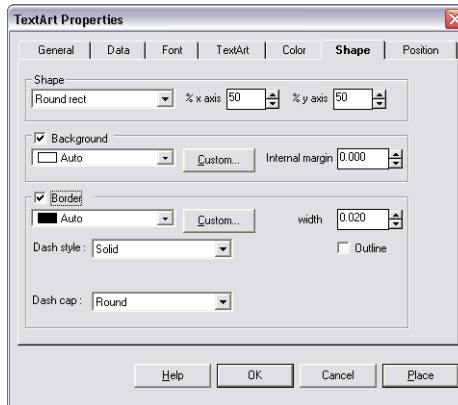 TextArt Properties
General Data Font TextArt Color Shape Position
Shape
Round rect % x axis 50 % y axis 50
Background
Auto Custom... Internal margin 0.000
Border
Auto Custom... width 0.020
Dash style : Solid Outline
Dash cap : Round
Help OK Cancel Place